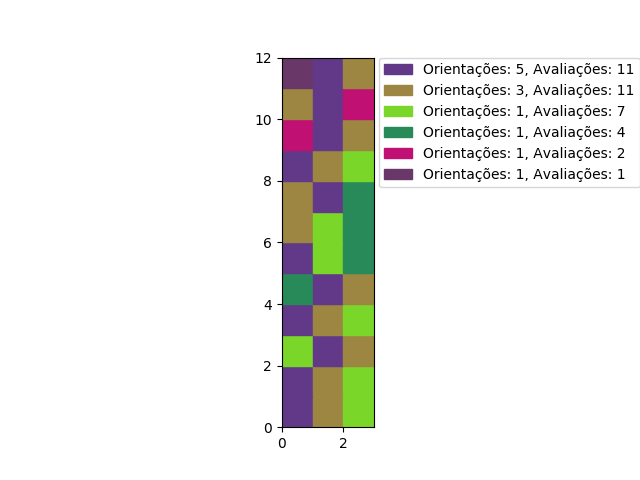 12
10
8
6
4
2
0
0 2
Orientações: 5, Avaliações: 11
Orientações: 3, Avaliações: 11
Orientações: 1, Avaliações: 7
Orientações: 1, Avaliações: 4
Orientações: 1, Avaliações: 2
Orientações: 1, Avaliações: 1